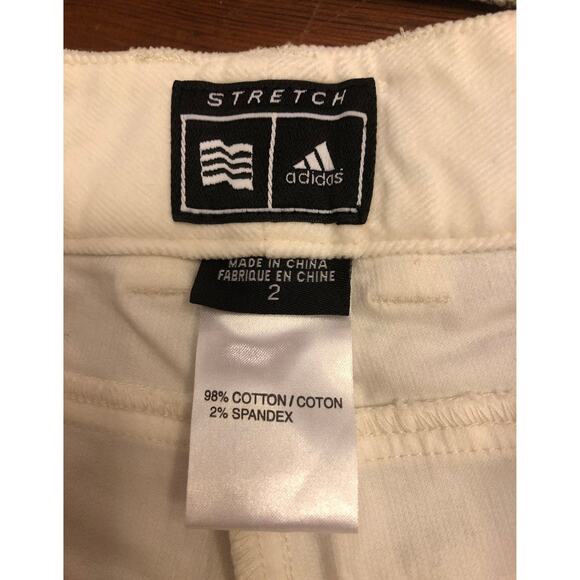 STRETCH
adidas
MADE IN CHINA
FABRIQUE EN CHINE
2
98% COTTON/COTON
2% SPANDEX